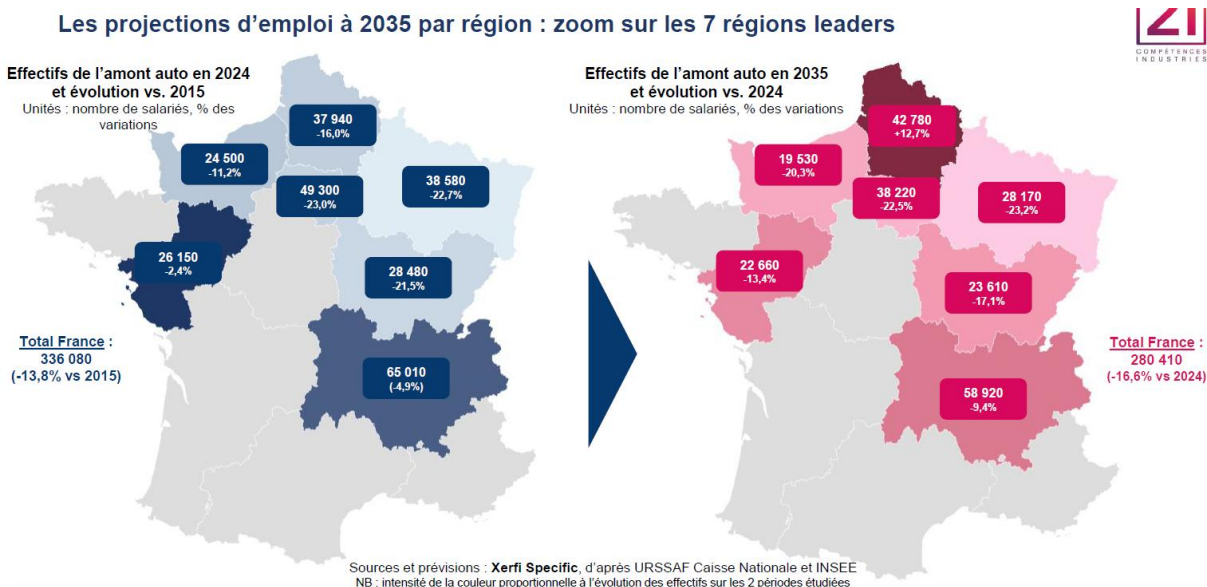 Les projections d'emploi à 2035 par région : zoom sur les 7 régions leaders
21
COMPÉTENCES
INDUSTRIES
Effectifs de l'amont auto en 2024
et évolution vs. 2015
Unités : nombre de salariés, % des
variations
37 940
-16,0%
24 500
-11,2%
49 300
-23,0%
38 580
-22,7%
26 150
-2,4%
28 480
-21,5%
65 010
(-4,9%)
Total France :
336 080
(-13,8% vs 2015)
Effectifs de l'amont auto en 2035
et évolution vs. 2024
Unités : nombre de salariés, % des variations
42 780
+12,7%
19 530
-20,3%
38 220
-22,5%
28 170
-23,2%
22 660
-13,4%
23 610
-17,1%
58 920
-9,4%
Total France :
280 410
(-16,6% vs 2024)
Sources et prévisions : Xerfi Specific, d'après URSSAF Caisse Nationale et INSEE
NB : intensité de la couleur proportionnelle à l'évolution des effectifs sur les 2 périodes étudiées